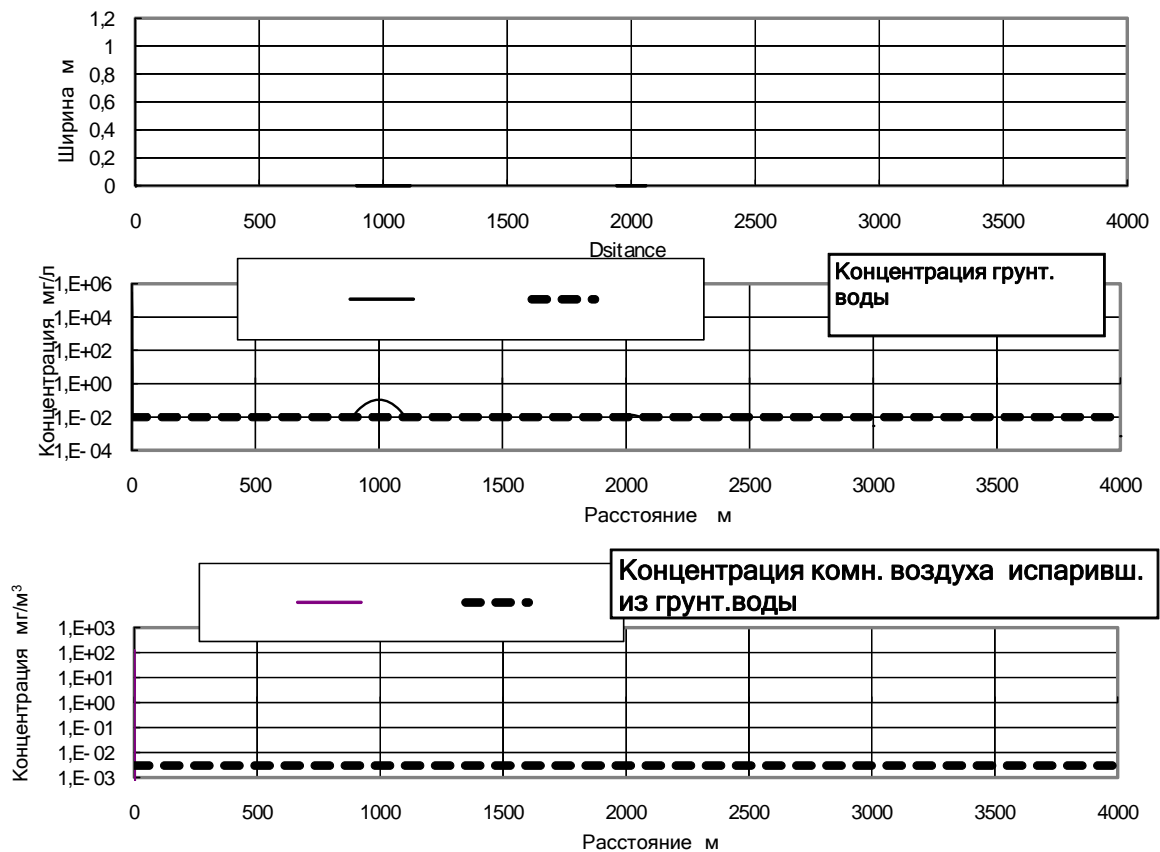 Ширина м
1,2
1
0,8
0,6
0,4
0,2
0
0 500 1000 1500 2000 2500 3000 3500 4000
Dsitance
Концентрация мг/л
Концентрация грунт.
воды
1,E+06
1,E+04
1,E+02
1,E+00
1,E- 02
1,E- 04
0 500 1000 1500 2000 2500 3000 3500 4000
Расстояние м
Концентрация мг/м³
Концентрация комн. воздуха испаривш.
из грунт.воды
1,E+03
1,E+02
1,E+01
1,E+00
1,E- 01
1,E- 02
1,E- 03
0 500 1000 1500 2000 2500 3000 3500 4000
Расстояние м